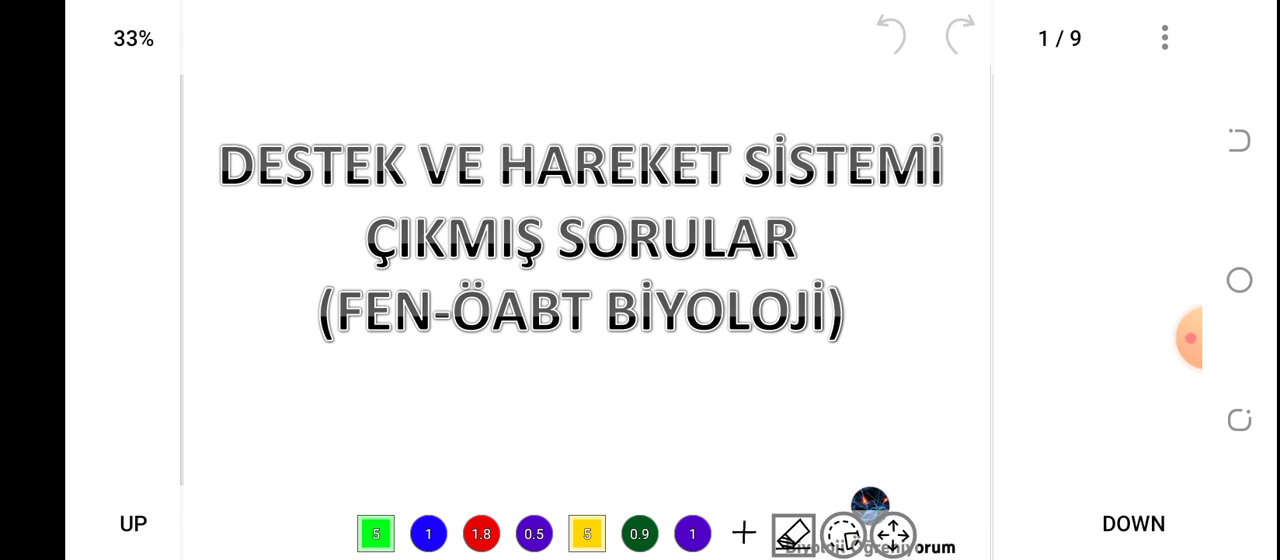 33%
1 / 9
DESTEK VE HAREKET SİSTEMİ
ÇIKMIŞ SORULAR
(FEN-ÖABT BİYOLOJİ)
UP
5 1 1.8 0.5 5 0.9 1
DOWN